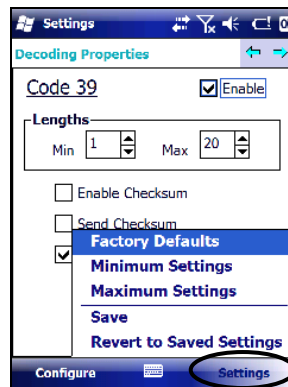 Settings
Decoding Properties
Code 39 Enable
Lengths
Min 1 Max 20
Enable Checksum
Send Checksum
Factory Defaults
Minimum Settings
Maximum Settings
Save
Revert to Saved Settings
Configure Settings